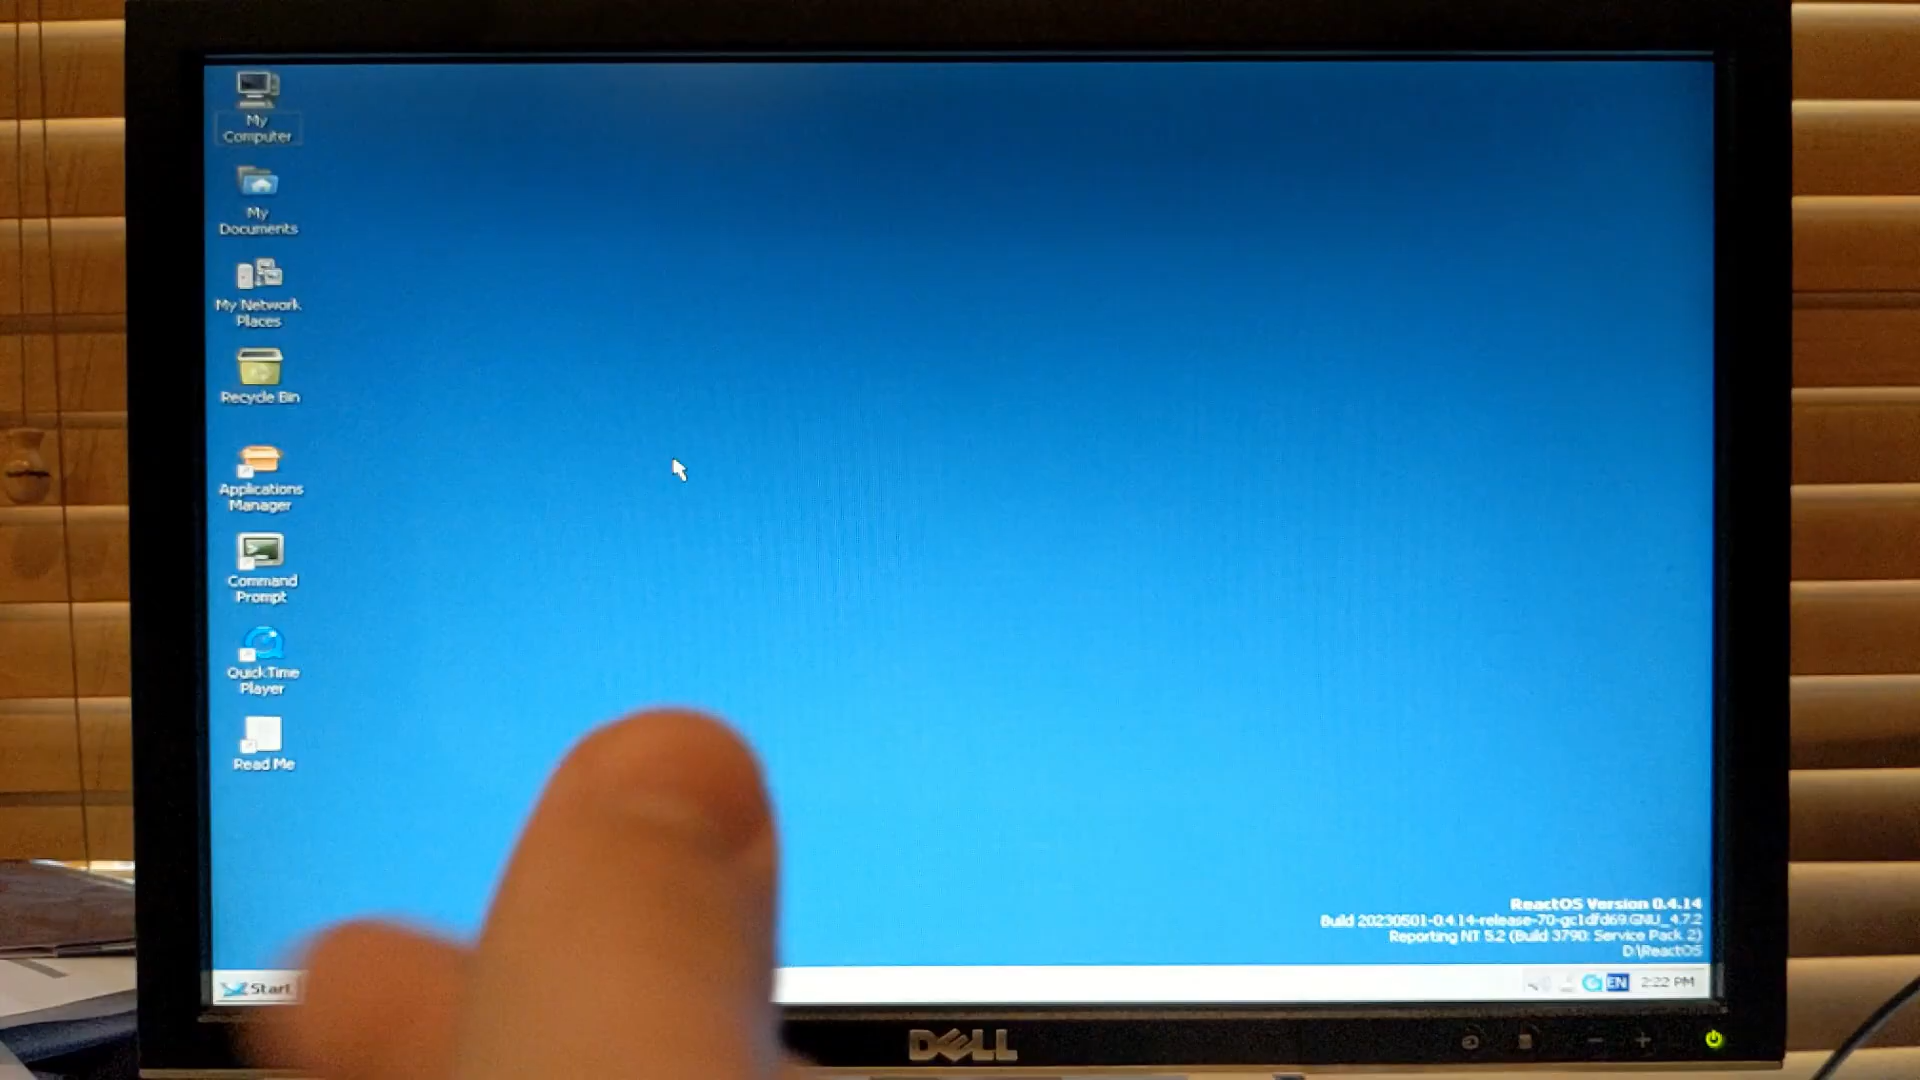 My
Computer
My
Documents
My Network
Places
Recycle Bin
Applications
Manager
Command
Prompt
QuickTime
Player
Read Me
ReactOS Version 0.4.14
Build 20230501-0.4.14-release-70-gc1dfd69.GNU_4.7.2
Reporting NT 5.2 (Build 3790: Service Pack 2)
D:\ReactOS
Start
EN
2:22 PM
DELL